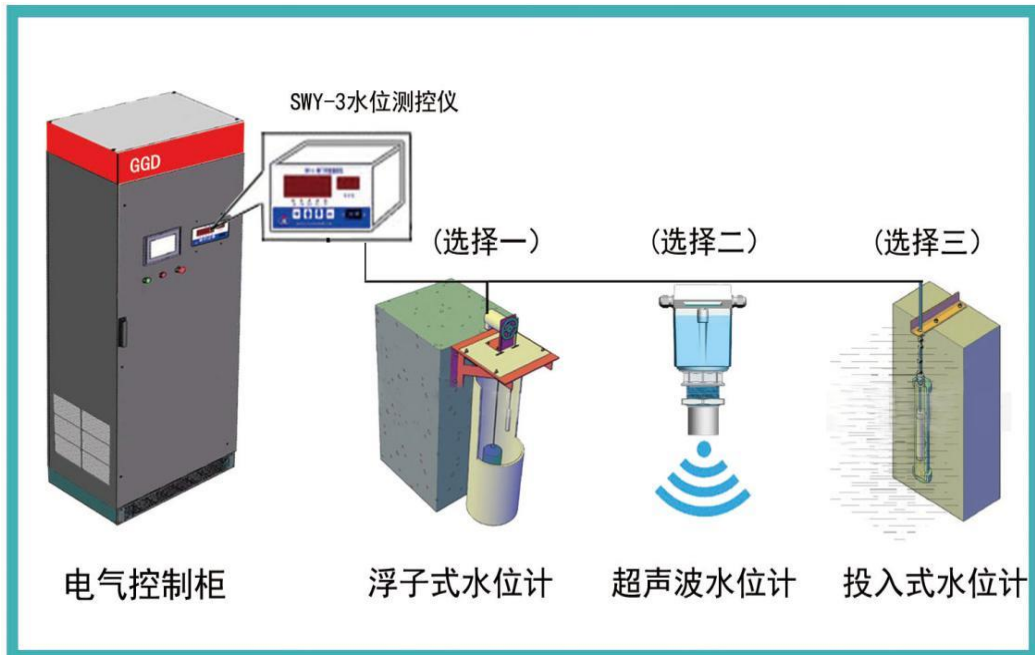 SWY-3水位测控仪
GGD
(选择一)
(选择二)
(选择三)
电气控制柜
浮子式水位计
超声波水位计
投入式水位计